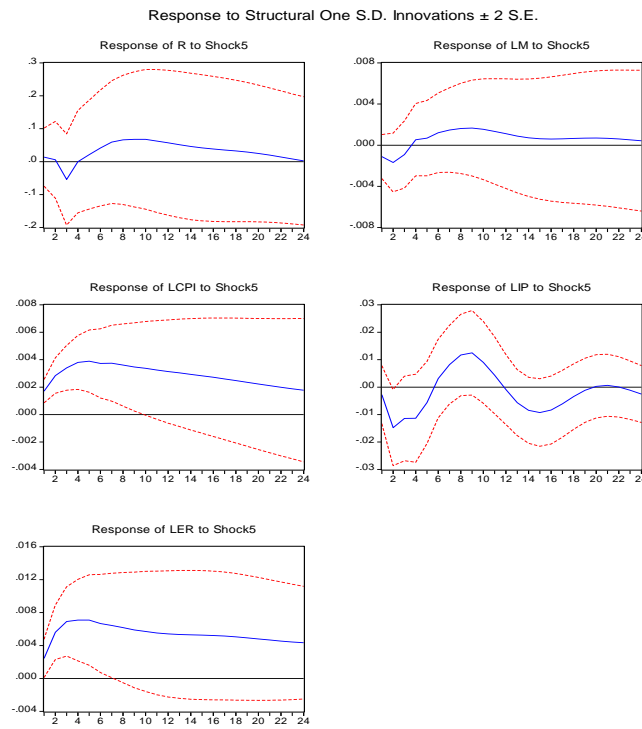 Response to Structural One S.D. Innovations ± 2 S.E.
Response of R to Shock5
.3
.2
.1
.0
-.1
-.2
2 4 6 8 10 12 14 16 18 20 22 24
Response of LM to Shock5
.008
.004
.000
-.004
-.008
2 4 6 8 10 12 14 16 18 20 22 24
Response of LCPI to Shock5
.008
.006
.004
.002
.000
-.002
-.004
2 4 6 8 10 12 14 16 18 20 22 24
Response of LIP to Shock5
.03
.02
.01
.00
-.01
-.02
-.03
2 4 6 8 10 12 14 16 18 20 22 24
Response of LER to Shock5
.016
.012
.008
.004
.000
-.004
2 4 6 8 10 12 14 16 18 20 22 24